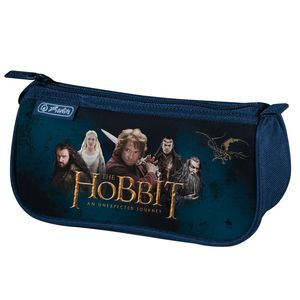 herlitz
THE
HOBBIT
AN UNEXPECTED JOURNEY